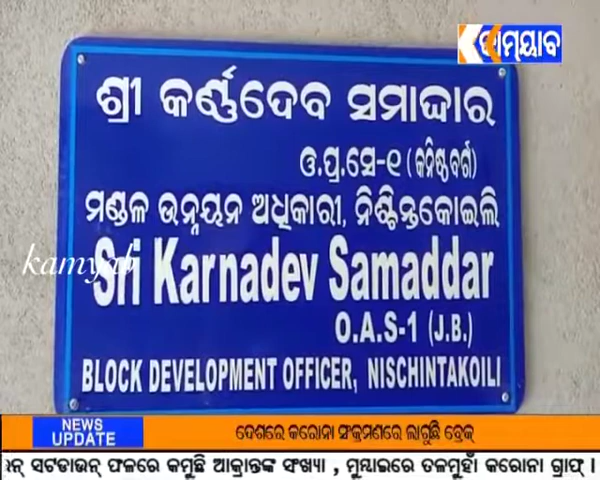 କାମ୍ୟାବ
ଶ୍ରୀ କର୍ଣ୍ଣଦେବ ସମାଦ୍ଦାର
ଓ.ପ୍ର.ସେ-୧ (କନିଷ୍ଠବର୍ଗ)
ମଣ୍ଡଳ ଉନ୍ନୟନ ଅଧିକାରୀ, ନିଶ୍ଚିନ୍ତକୋଇଲି
kamyab
Sri Karnadev Samaddar
O.A.S-1 (J.B.)
BLOCK DEVELOPMENT OFFICER, NISCHINTAKOILI
NEWS UPDATE
ଦେଶରେ କରୋନା ସଂକ୍ରମଣରେ ଲାଗୁଛି ବ୍ରେକ୍
ସଟଡାଉନ୍ ଫଳରେ କମୁଛି ଆକ୍ରାନ୍ତଙ୍କ ସଂଖ୍ୟା , ମୁମ୍ବାଇରେ ତଳମୁହାଁ କରୋନା ଗ୍ରାଫ୍ ।